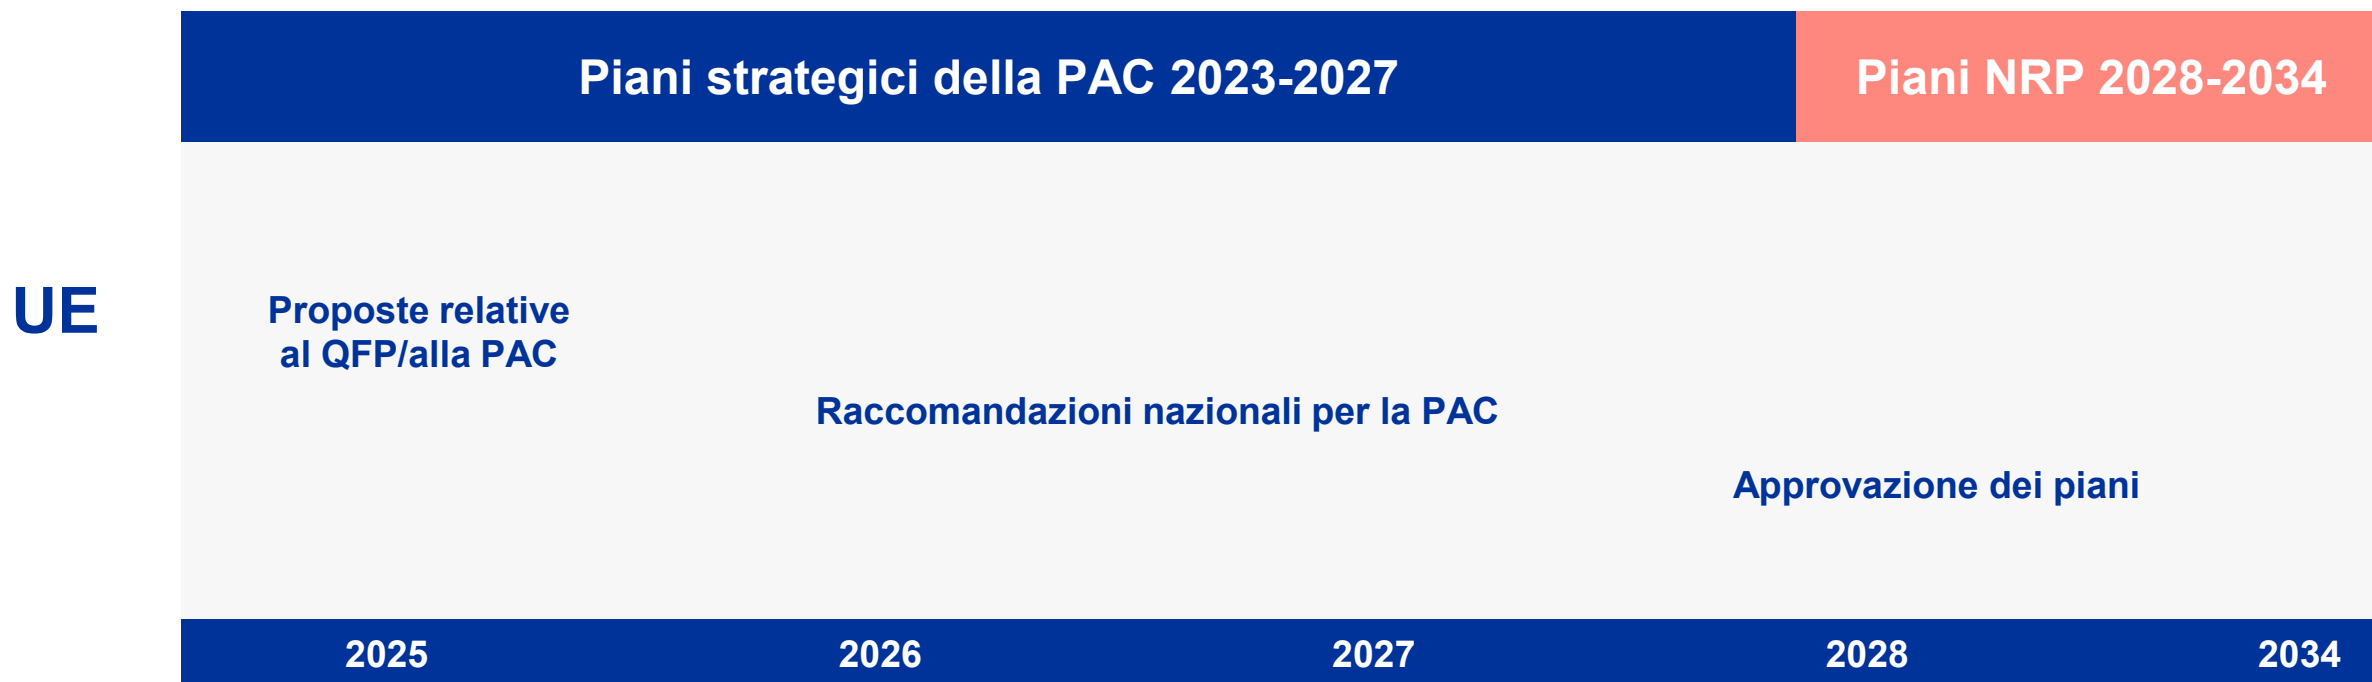 Piani strategici della PAC 2023-2027
Piani NRP 2028-2034
UE
Proposte relative
al QFP/alla PAC
Raccomandazioni nazionali per la PAC
Approvazione dei piani
2025
2026
2027
2028
2034